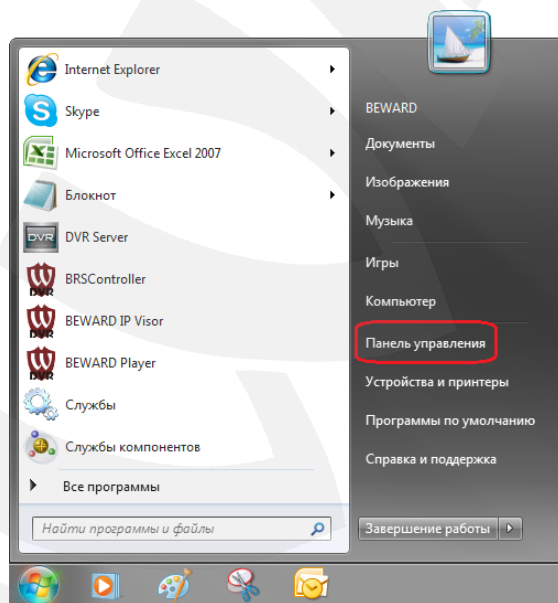 Internet Explorer
Skype
Microsoft Office Excel 2007
Блокнот
DVR Server
BRSController
BEWARD IP Visor
BEWARD Player
Службы
Службы компонентов
Все программы
Найти программы и файлы
BEWARD
Документы
Изображения
Музыка
Игры
Компьютер
Панель управления
Устройства и принтеры
Программы по умолчанию
Справка и поддержка
Завершение работы